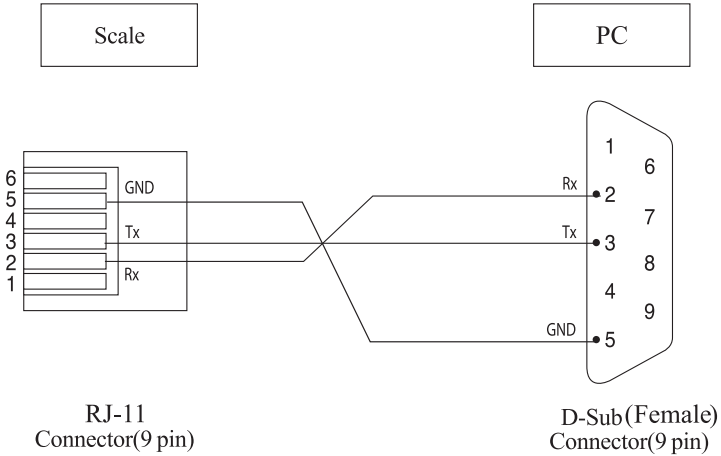 Scale
PC
6
5
4
3
2
1
GND
Tx
Rx
Rx
Tx
GND
1
2
3
4
5
6
7
8
9
RJ-11
Connector(9 pin)
D-Sub(Female)
Connector(9 pin)